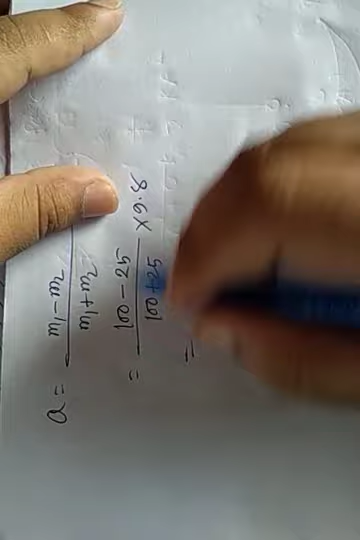 a = m1 - m2 / m1 + m2
= 100 - 25 / 100 + 25 × 9.8
=